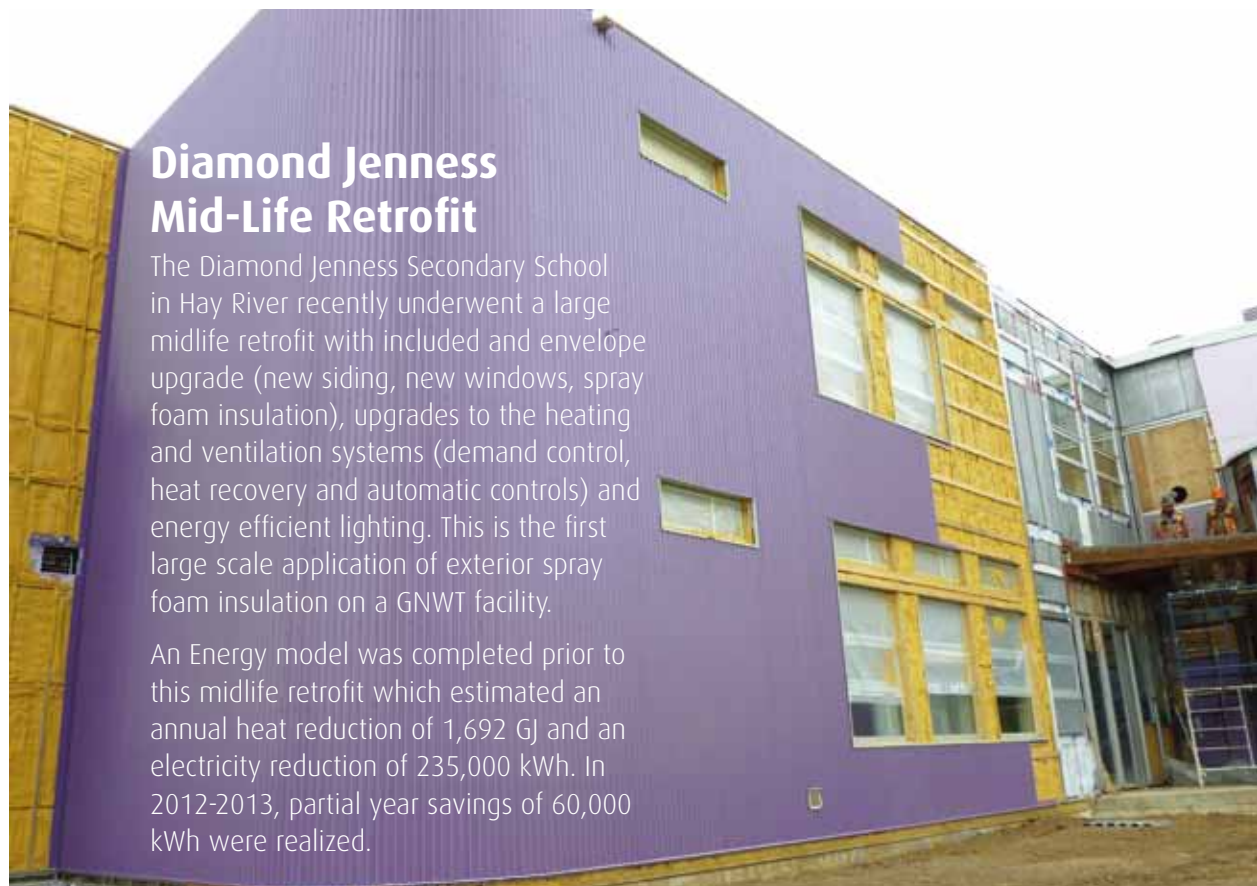 Diamond Jenness
Mid-Life Retrofit
The Diamond Jenness Secondary School
in Hay River recently underwent a large
midlife retrofit with included and envelope
upgrade (new siding, new windows, spray
foam insulation), upgrades to the heating
and ventilation systems (demand control,
heat recovery and automatic controls) and
energy efficient lighting. This is the first
large scale application of exterior spray
foam insulation on a GNWT facility.
An Energy model was completed prior to
this midlife retrofit which estimated an
annual heat reduction of 1,692 GJ and an
electricity reduction of 235,000 kWh. In
2012-2013, partial year savings of 60,000
kWh were realized.